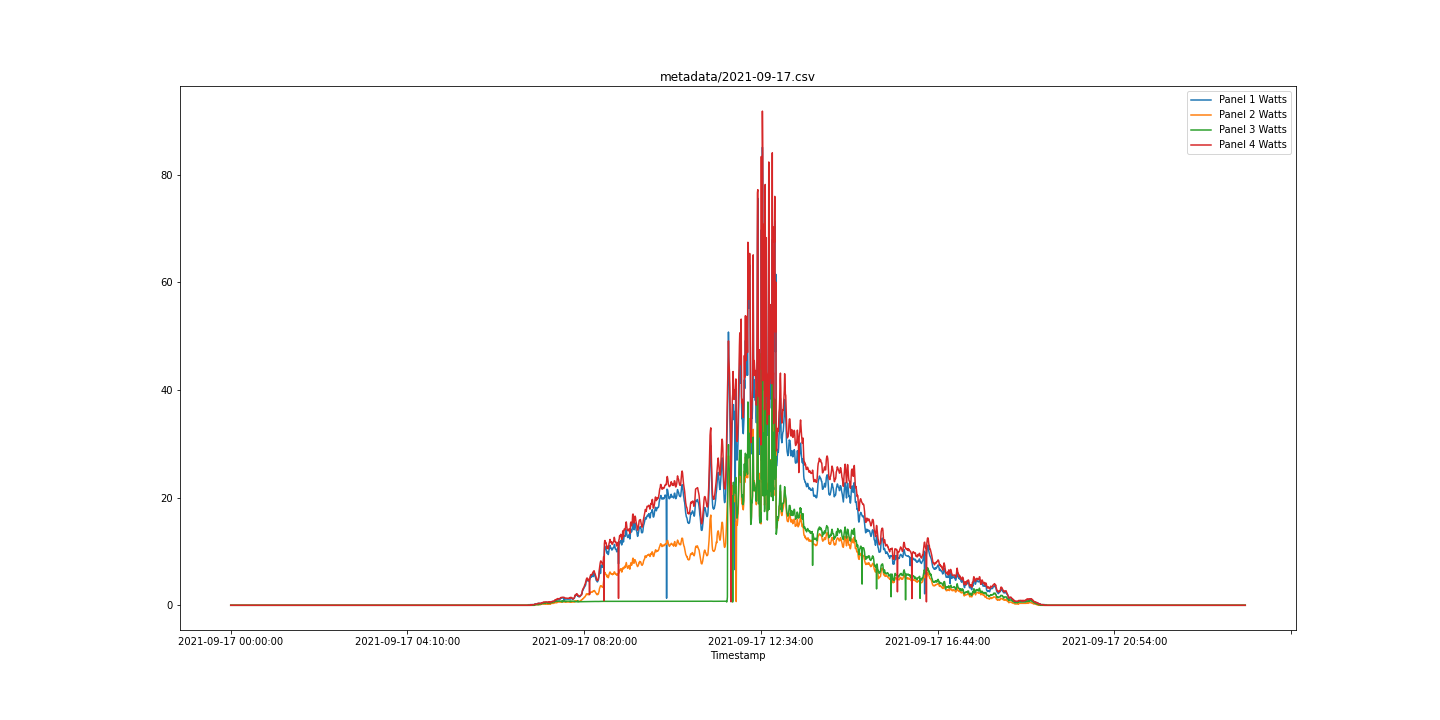 metadata/2021-09-17.csv
Panel 1 Watts
Panel 2 Watts
Panel 3 Watts
Panel 4 Watts
80
60
40
20
0
2021-09-17 00:00:00 2021-09-17 04:10:00 2021-09-17 08:20:00 2021-09-17 12:34:00 2021-09-17 16:44:00 2021-09-17 20:54:00
Timestamp